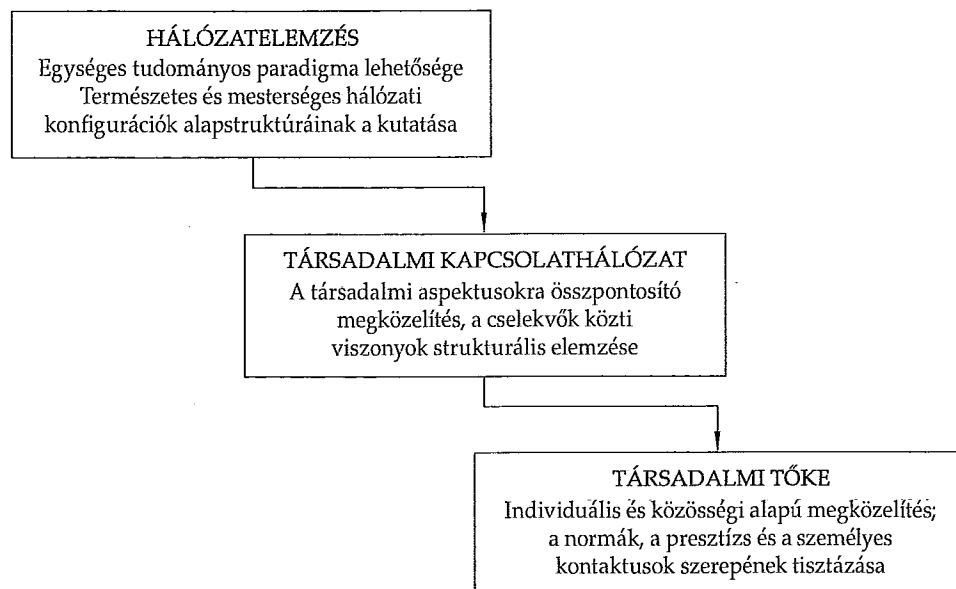 HÁLÓZATELEMZÉS
Egységes tudományos paradigma lehetősége
Természetes és mesterséges hálózati
konfigurációk alapstruktúráinak a kutatása
TÁRSADALMI KAPCSOLATHÁLÓZAT
A társadalmi aspektusokra összpontosító
megközelítés, a cselekvők közti
viszonyok strukturális elemzése
TÁRSADALMI TŐKE
Individuális és közösségi alapú megközelítés;
a normák, a presztízs és a személyes
kontaktusok szerepének tisztázása